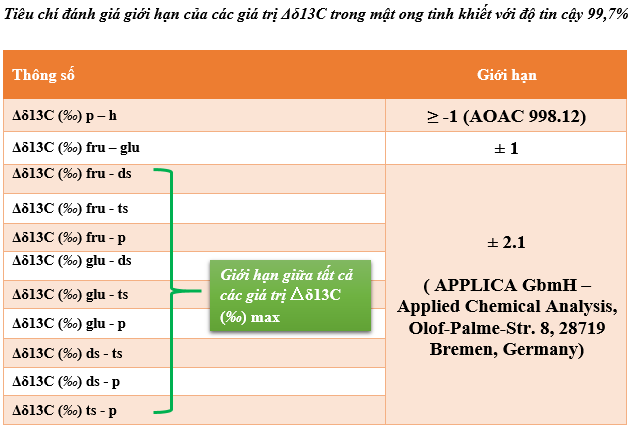 Tiêu chí đánh giá giới hạn của các giá trị Δδ13C trong mật ong tinh khiết với độ tin cậy 99,7%
Thông số
Giới hạn
Δδ13C (‰) p – h
≥ -1 (AOAC 998.12)
Δδ13C (‰) fru – glu
± 1
Δδ13C (‰) fru - ds
Δδ13C (‰) fru - ts
Δδ13C (‰) fru - p
Δδ13C (‰) glu - ds
Δδ13C (‰) glu - ts
Δδ13C (‰) glu - p
Δδ13C (‰) ds - ts
Δδ13C (‰) ds - p
Δδ13C (‰) ts - p
Giới hạn giữa tất cả
các giá trị △δ13C
(‰) max
± 2.1
( APPLICA GbmH –
Applied Chemical Analysis,
Olof-Palme-Str. 8, 28719
Bremen, Germany)